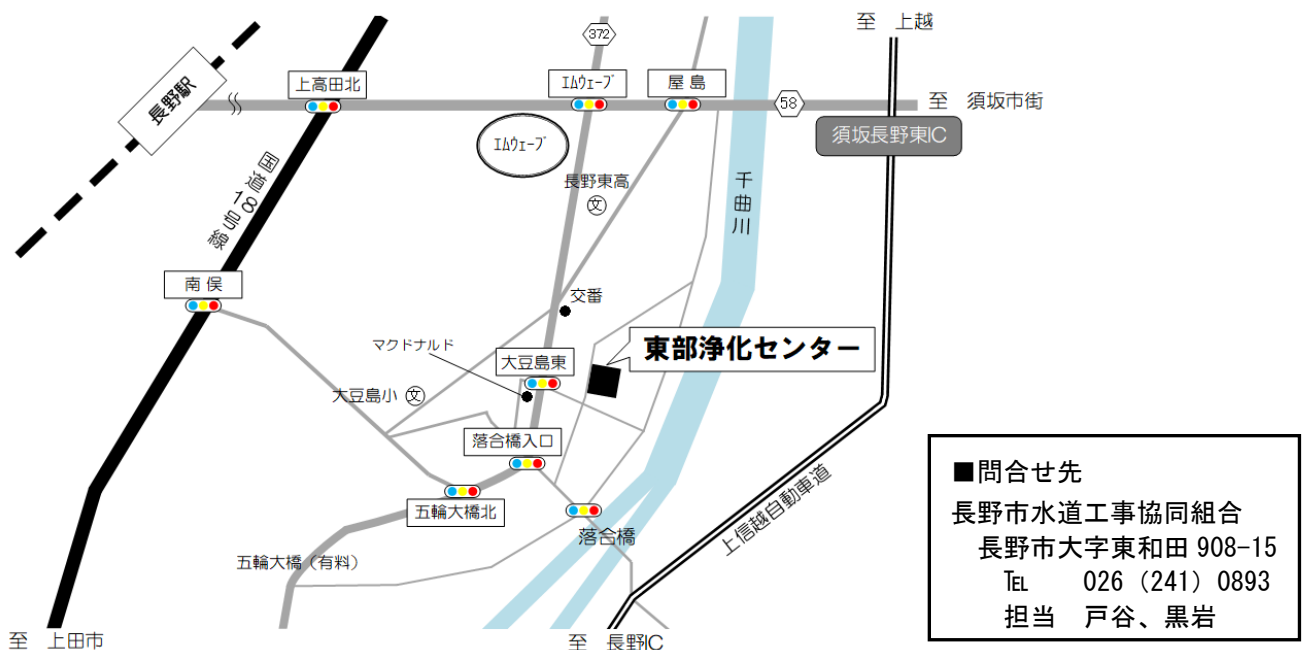 至 上越
372
上高田北
エムウェーブ
屋島
長野駅
58
至 須坂市街
エムウェーブ
須坂長野東IC
国道18号線
長野東高
文
千曲川
南俣
交番
マクドナルド
大豆島東
東部浄化センター
大豆島小 文
落合橋入口
五輪大橋北
落合橋
上信越自動車道
五輪大橋（有料）
至 上田市
至 長野IC
■問合せ先
長野市水道工事協同組合
長野市大字東和田 908-15
℡ 026（241）0893
担当 戸谷、黒岩